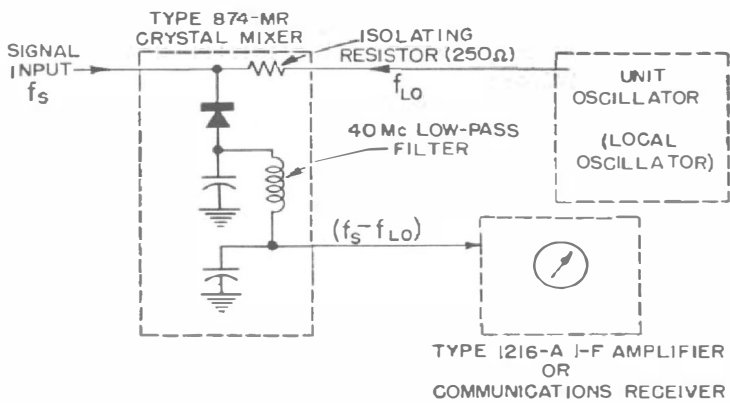 TYPE 874-MR
CRYSTAL MIXER
SIGNAL
INPUT
fS
ISOLATING
RESISTOR (250Ω)
fLO
UNIT
OSCILLATOR
(LOCAL
OSCILLATOR)
40 Mc LOW-PASS
FILTER
(fS-fLO)
TYPE 1216-A I-F AMPLIFIER
OR
COMMUNICATIONS RECEIVER